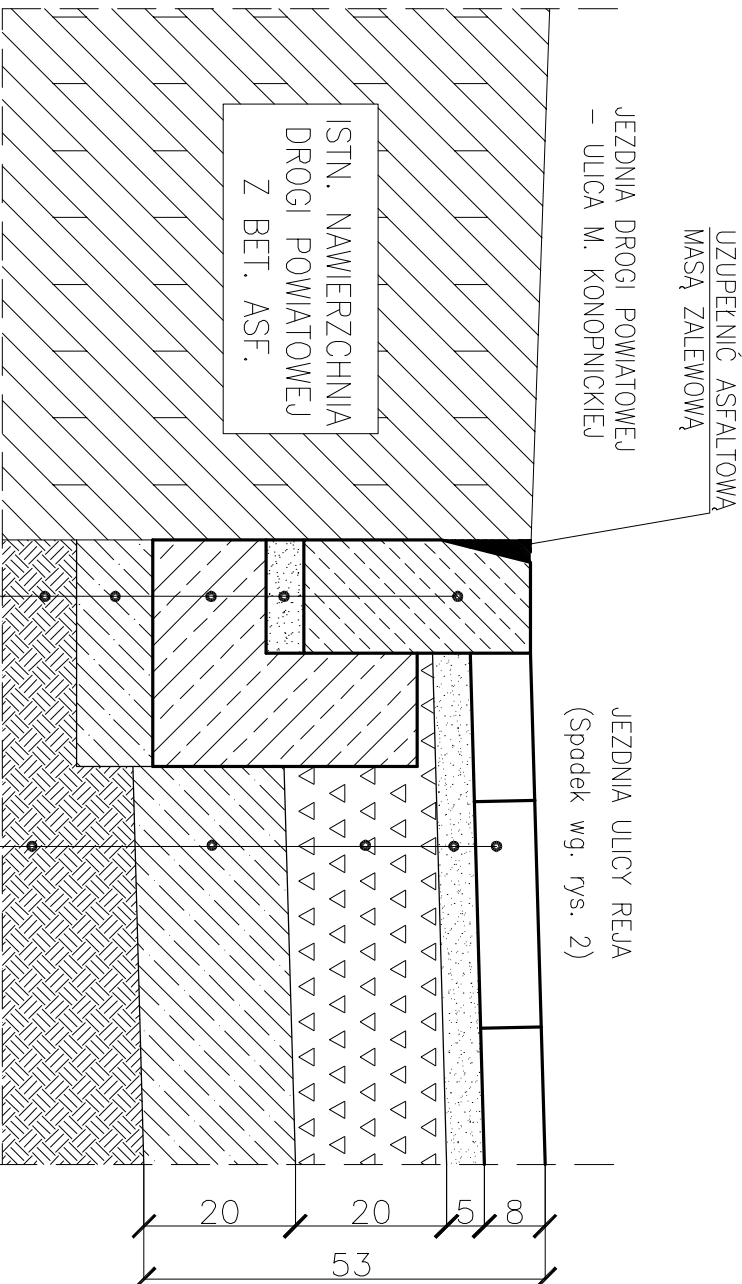 UZUPEŁNIĆ ASFALTOWĄ
MASĄ ZALEWOWĄ
JEZDNIA DROGI POWIATOWEJ
- ULICA M. KONOPNICKIEJ
JEZDNIA ULICY REJA
(Spadek wg. rys. 2)
ISTN. NAWIERZCHNIA
DROGI POWIATOWEJ
Z BET. ASF.
8
5
20
20
53